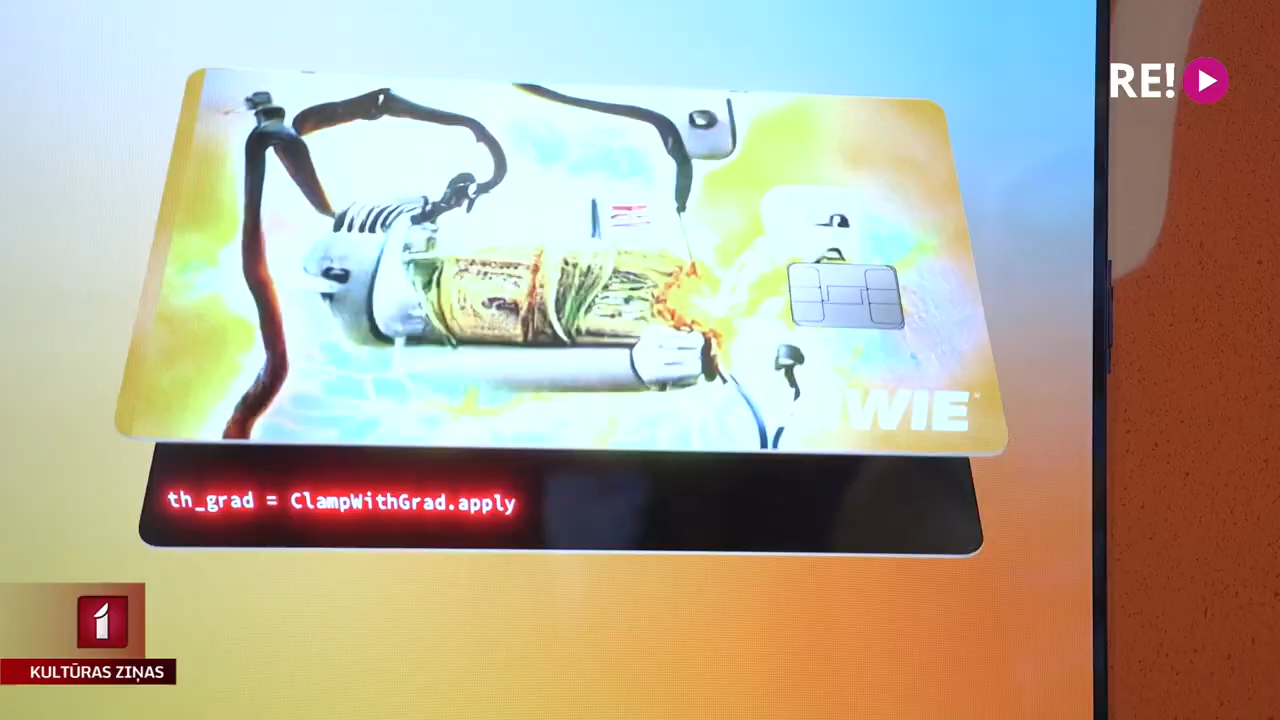 RE!
WIE
th_grad = ClampWithGrad.apply
1
KULTŪRAS ZIŅAS